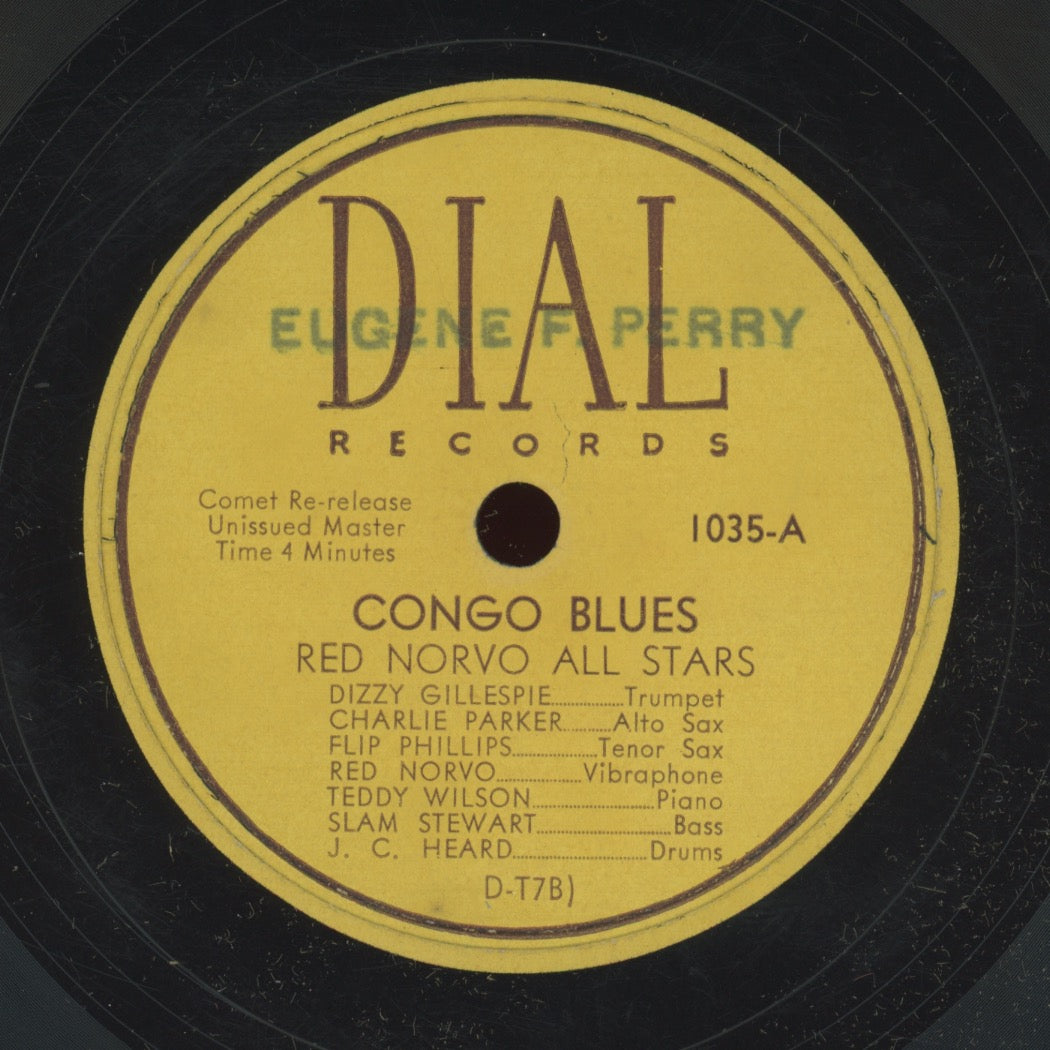 DIAL
EUGENE F. PERRY
RECORDS
Comet Re-release
Unissued Master
Time 4 Minutes
1035-A
CONGO BLUES
RED NORVO ALL STARS
DIZZY GILLESPIE..........Trumpet
CHARLIE PARKER.......Alto Sax
FLIP PHILLIPS............Tenor Sax
RED NORVO............Vibraphone
TEDDY WILSON.................Piano
SLAM STEWART...................Bass
J. C. HEARD...................Drums
D-T7B)